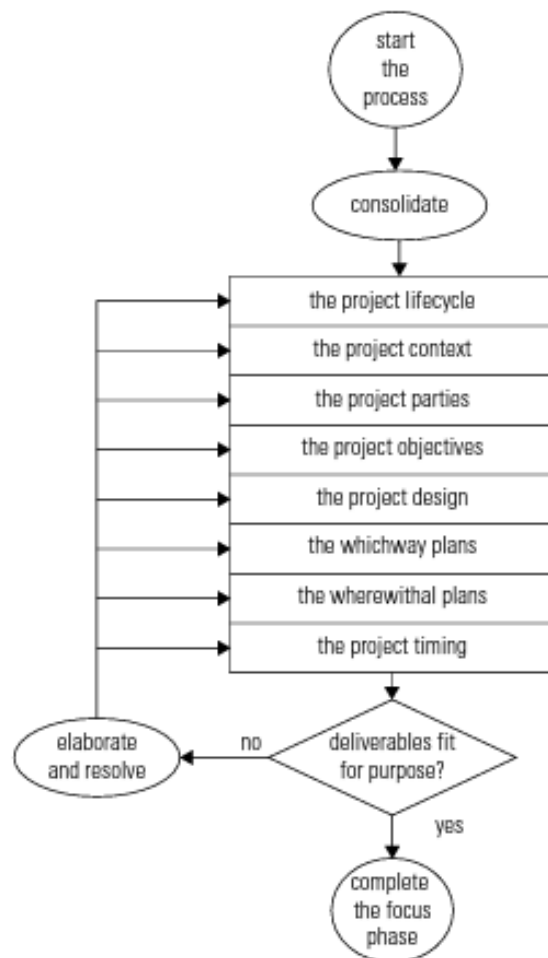 start
the
process
consolidate
the project lifecycle
the project context
the project parties
the project objectives
the project design
the whichway plans
the wherewithal plans
the project timing
elaborate
and resolve
no
deliverables fit
for purpose?
yes
complete
the focus
phase